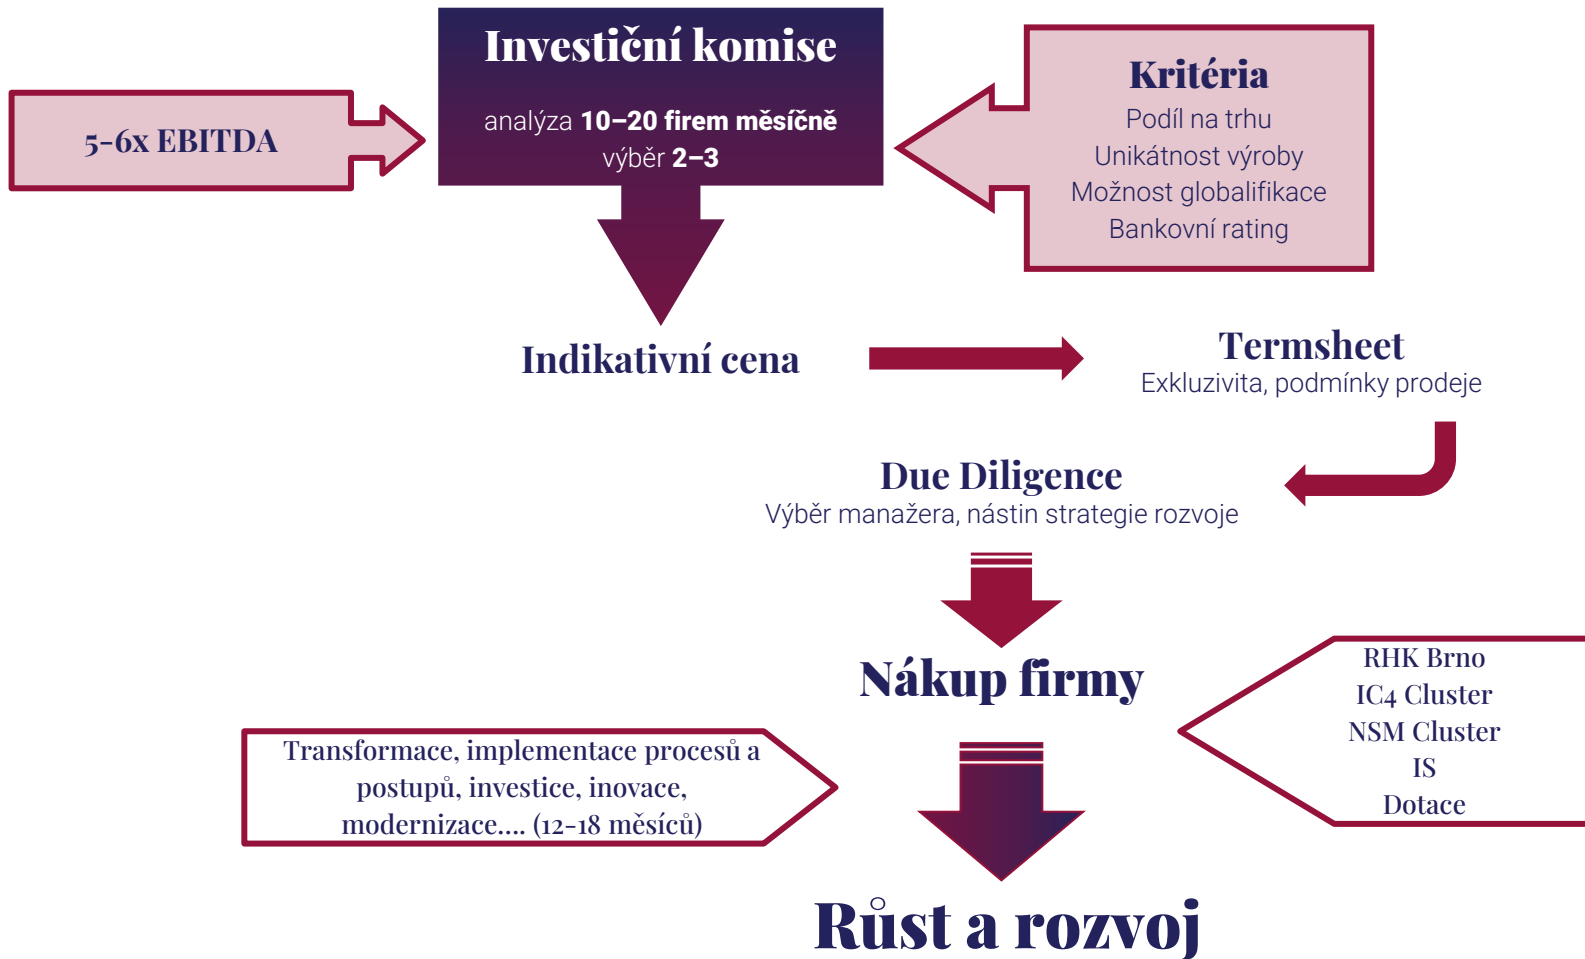 Investiční komise
analýza 10–20 firem měsíčně
výběr 2–3
5-6x EBITDA
Kritéria
Podíl na trhu
Unikátnost výroby
Možnost globalifikace
Bankovní rating
Indikativní cena
Termsheet
Exkluzivita, podmínky prodeje
Due Diligence
Výběr manažera, nástin strategie rozvoje
Nákup firmy
RHK Brno
IC4 Cluster
NSM Cluster
IS
Dotace
Transformace, implementace procesů a
postupů, investice, inovace,
modernizace.... (12-18 měsíců)
Růst a rozvoj